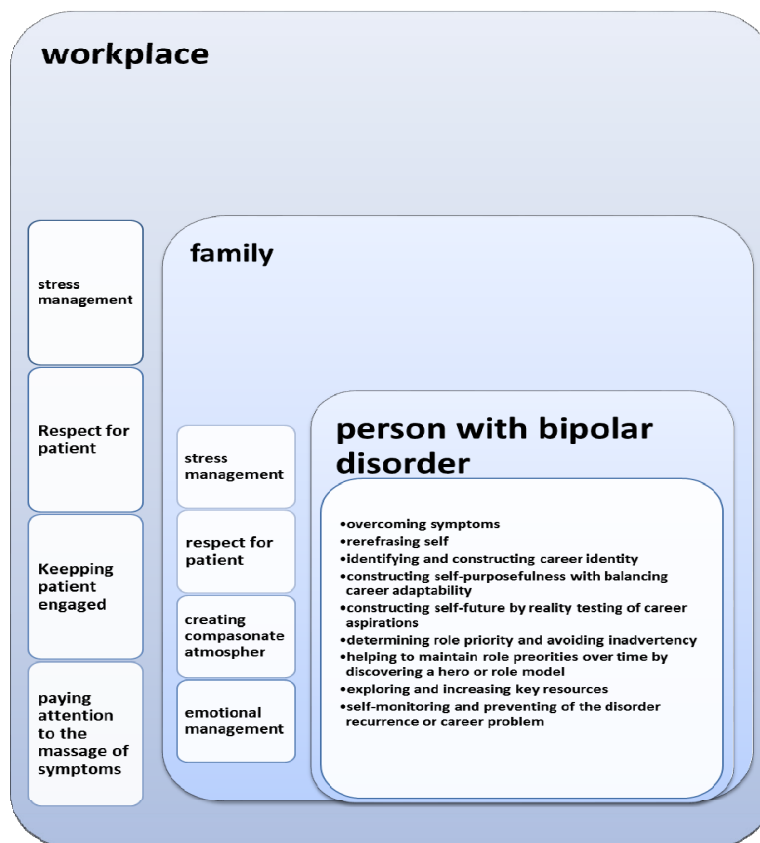 workplace
stress
management
Respect for
patient
Keepping
patient
engaged
paying
attention
to the
massage of
symptoms
family
stress
management
respect for
patient
creating
compasonate
atmospher
emotional
management
person with bipolar
disorder
•overcoming symptoms
•rerefrasing self
•identifying and constructing career identity
•constructing self-purposefulness with balancing
career adaptability
•constructing self-future by reality testing of career
aspirations
•determining role priority and avoiding inadvertency
•helping to maintain role preorities over time by
discovering a hero or role model
•exploring and increasing key resources
•self-monitoring and preventing of the disorder
recurrence or career problem